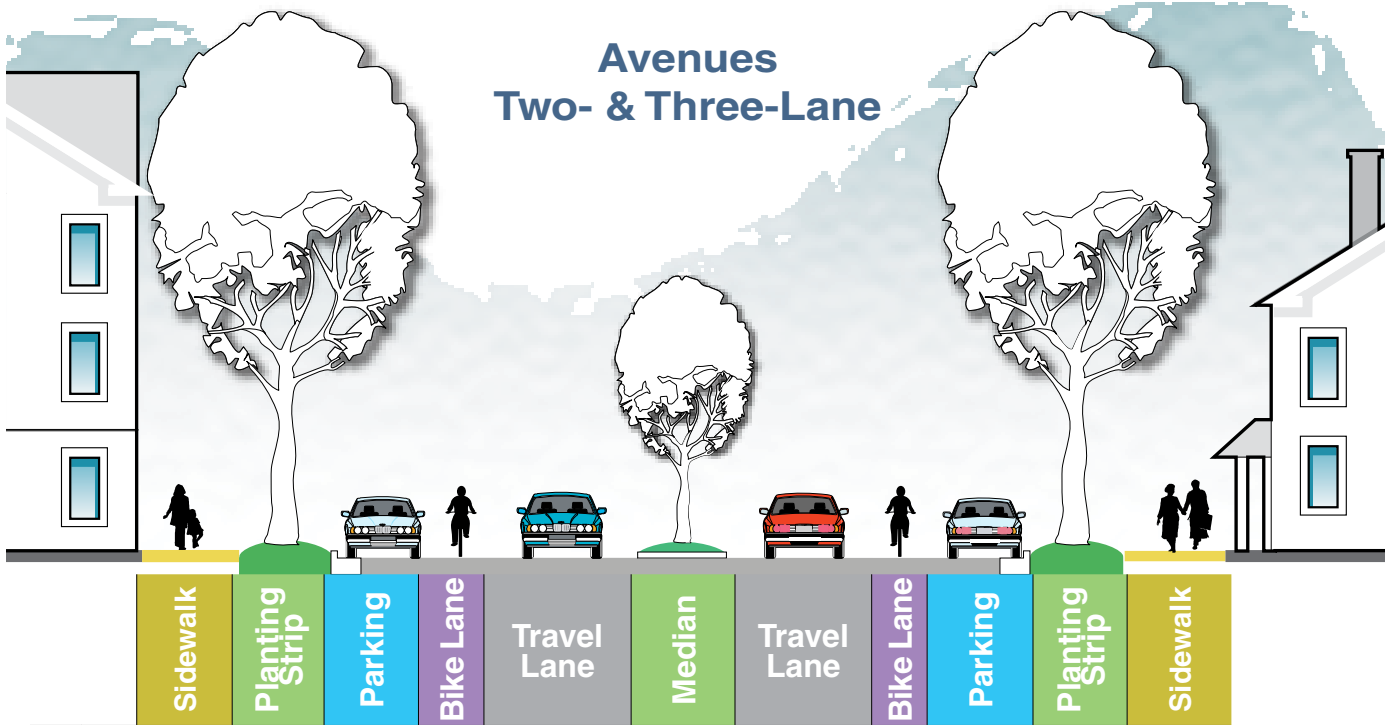 Avenues
Two- & Three-Lane
Sidewalk
Planting
Strip
Parking
Bike Lane
Travel
Lane
Median
Travel
Lane
Bike Lane
Parking
Planting
Strip
Sidewalk